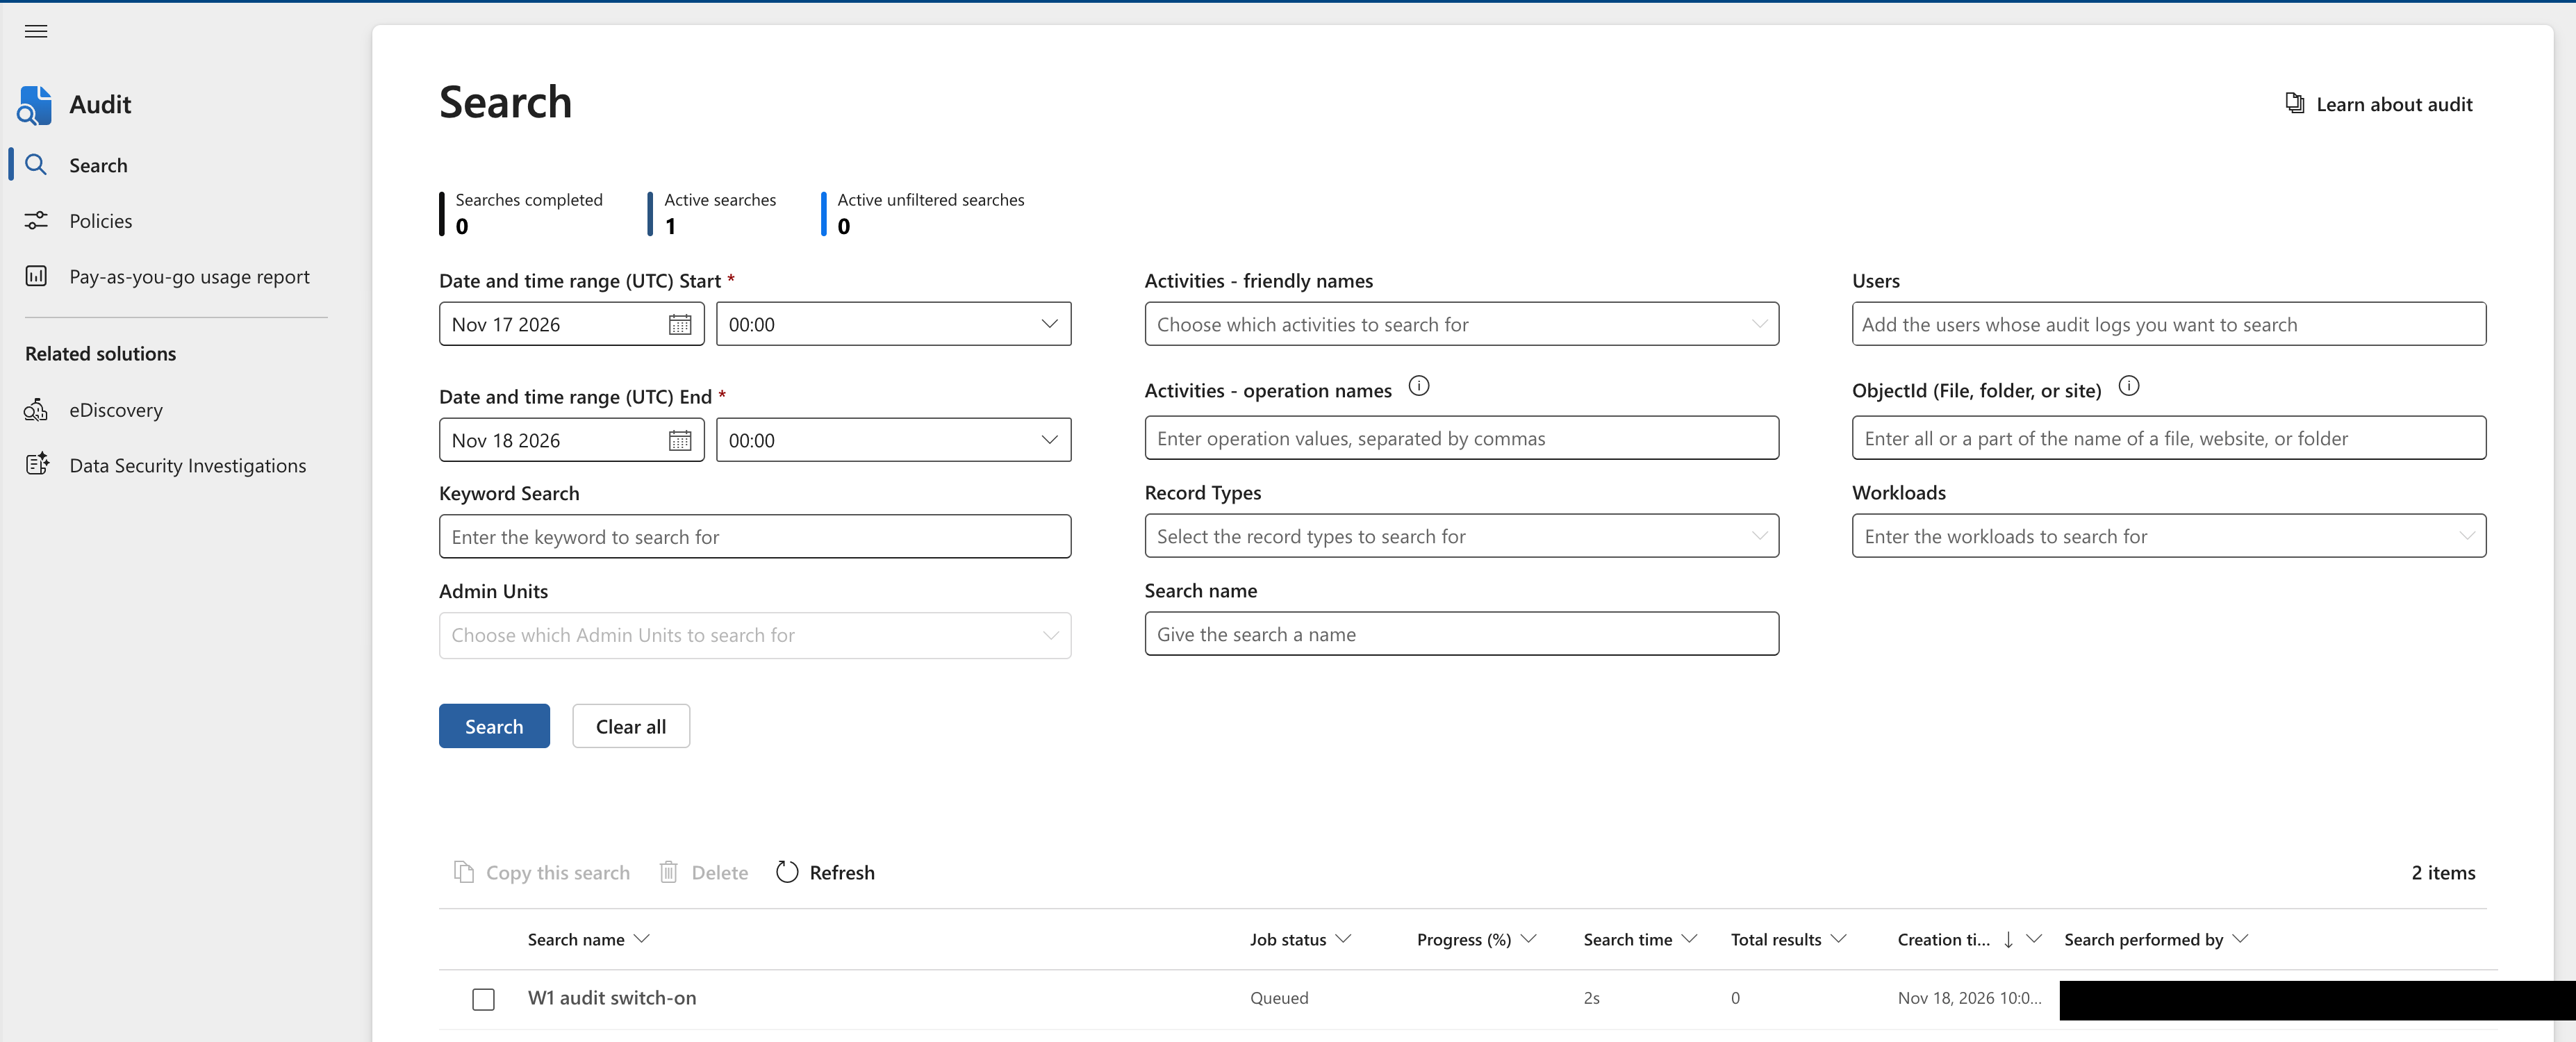 Audit
Search
Policies
Pay-as-you-go usage report
Related solutions
eDiscovery
Data Security Investigations
Search
Learn about audit
Searches completed
0
Active searches
1
Active unfiltered searches
0
Date and time range (UTC) Start *
Nov 17 2026
00:00
Activities - friendly names
Choose which activities to search for
Users
Add the users whose audit logs you want to search
Date and time range (UTC) End *
Nov 18 2026
00:00
Activities - operation names
Enter operation values, separated by commas
ObjectId (File, folder, or site)
Enter all or a part of the name of a file, website, or folder
Keyword Search
Enter the keyword to search for
Record Types
Select the record types to search for
Workloads
Enter the workloads to search for
Admin Units
Choose which Admin Units to search for
Search name
Give the search a name
Search
Clear all
Copy this search
Delete
Refresh
2 items
Search name
Job status
Progress (%)
Search time
Total results
Creation ti...
Search performed by
W1 audit switch-on
Queued
2s
0
Nov 18, 2026 10:0...